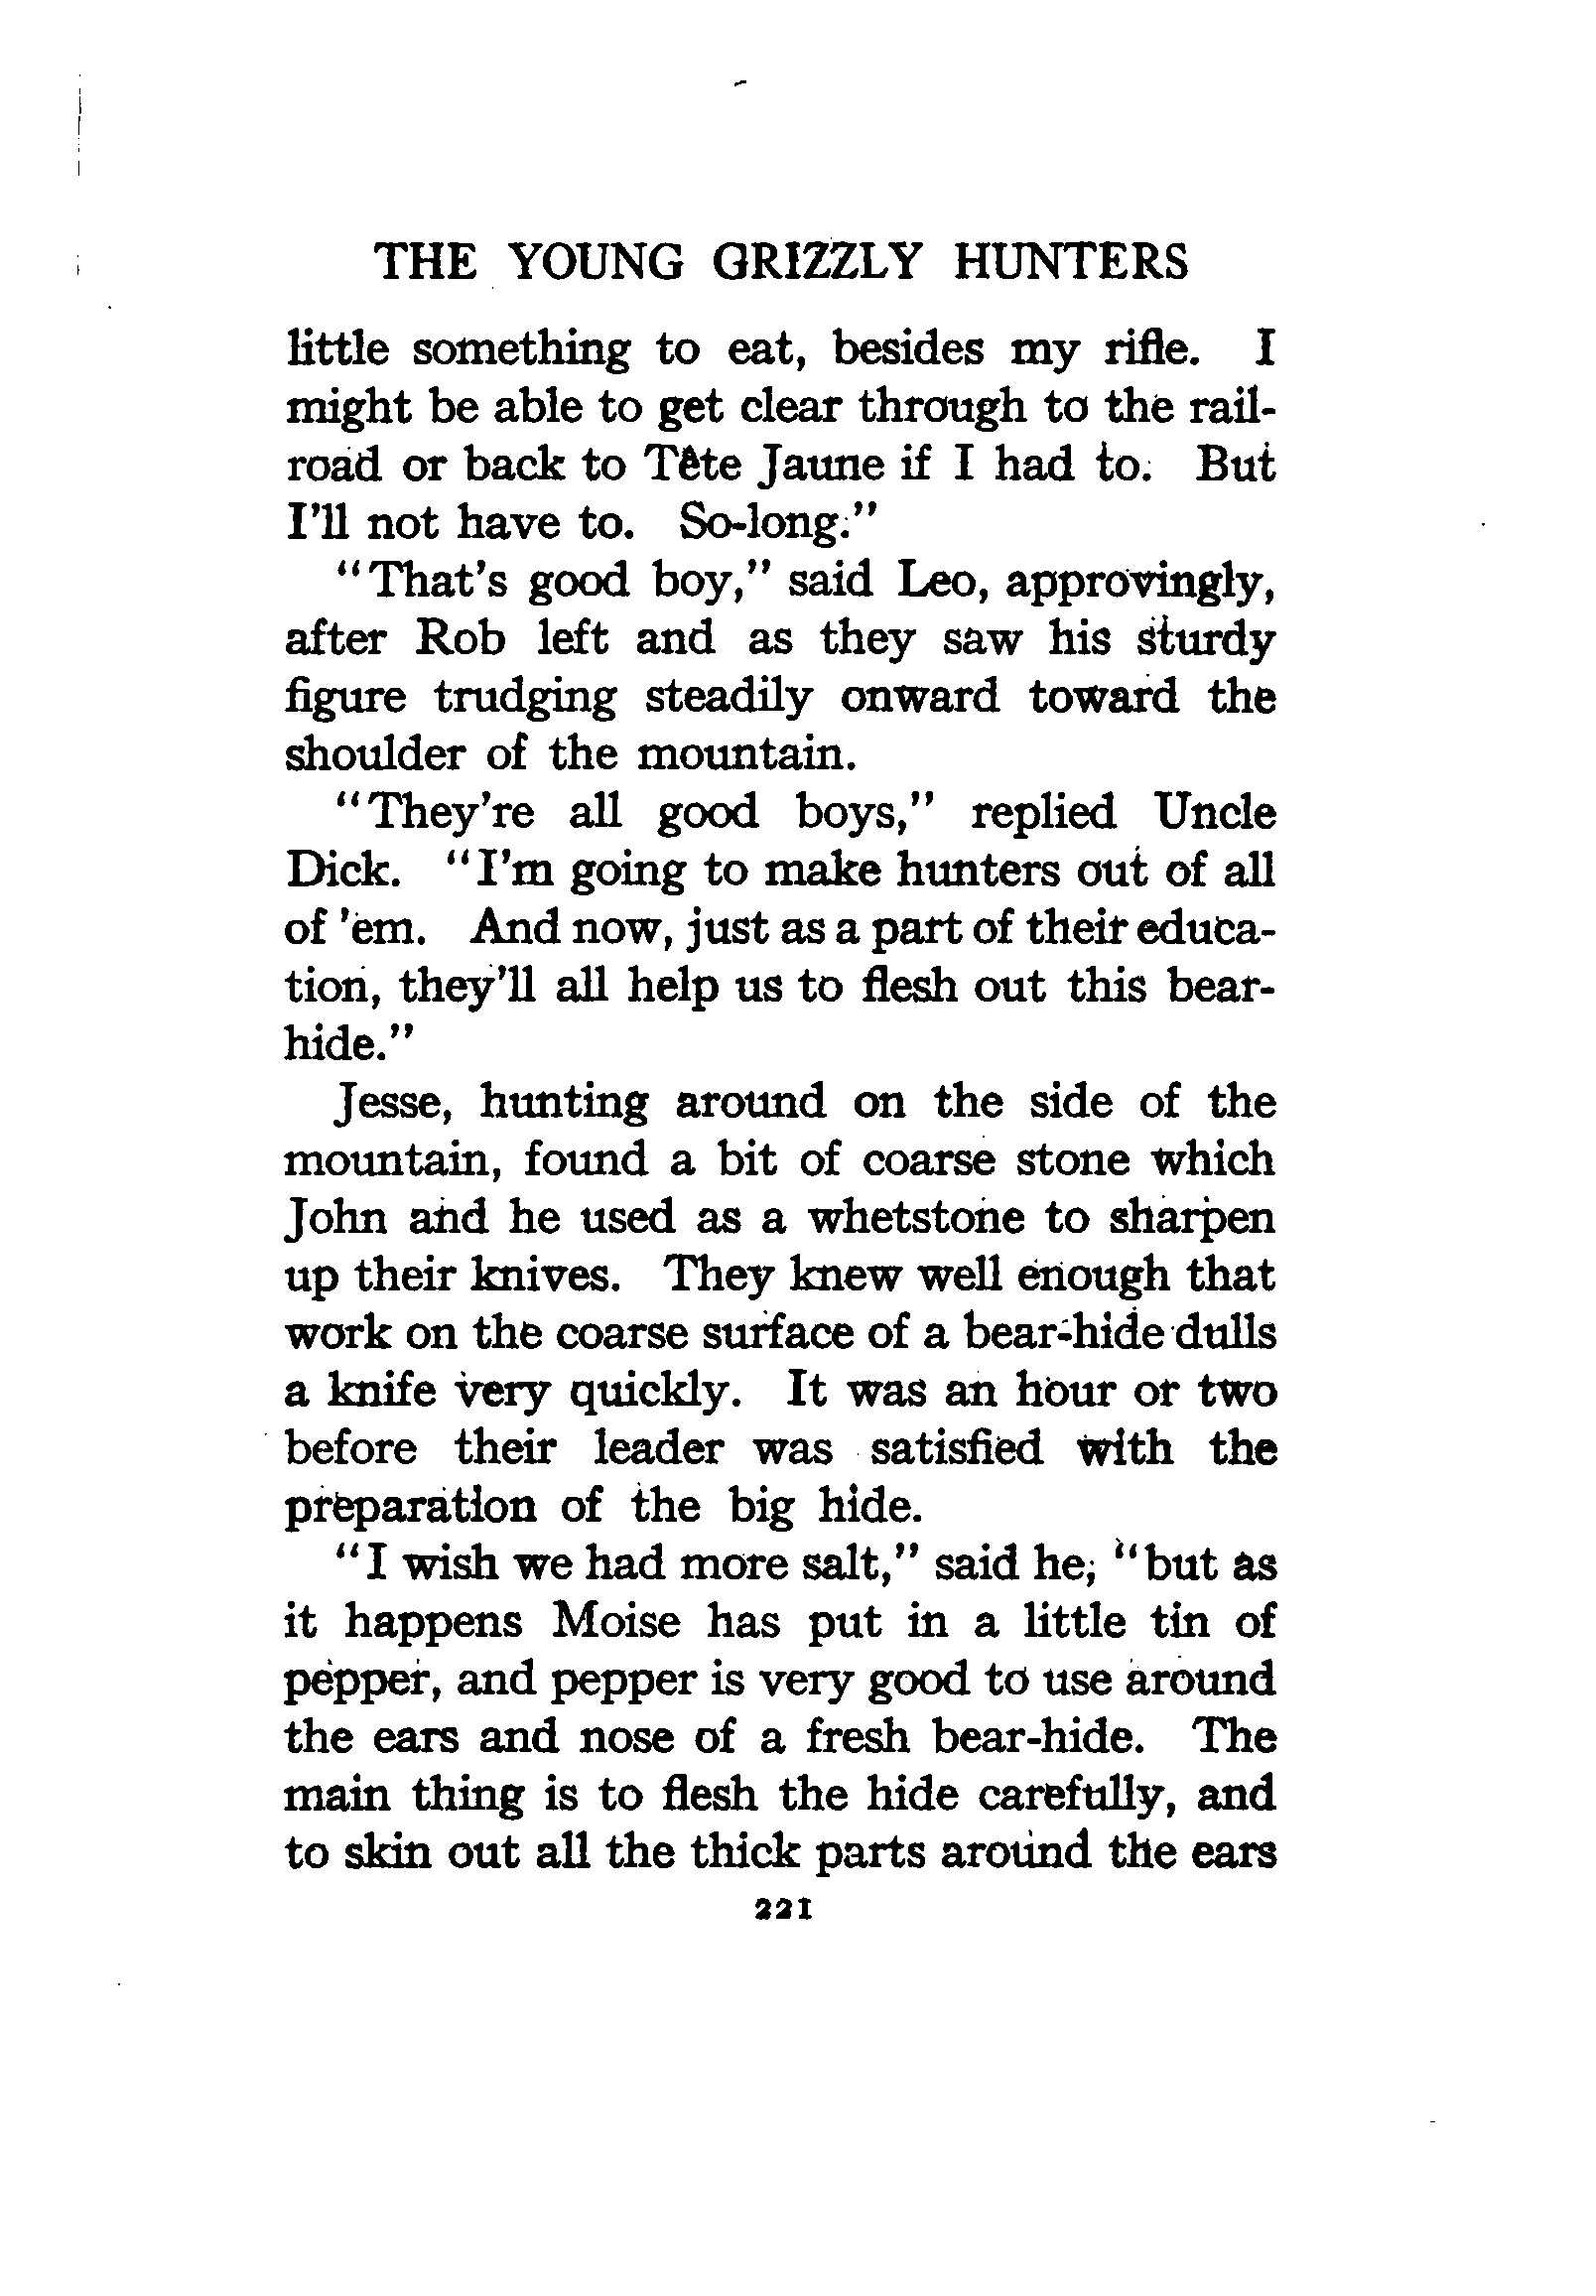 THE YOUNG GRIZZLY HUNTERS
little something to eat, besides my rifle. I
might be able to get clear through to the rail-
road or back to Tête Jaune if I had to. But
I'll not have to. So-long."
"That's good boy," said Leo, approvingly,
after Rob left and as they saw his sturdy
figure trudging steadily onward toward the
shoulder of the mountain.
"They're all good boys," replied Uncle
Dick. "I'm going to make hunters out of all
of 'em. And now, just as a part of their educa-
tion, they'll all help us to flesh out this bear-
hide."
Jesse, hunting around on the side of the
mountain, found a bit of coarse stone which
John and he used as a whetstone to sharpen
up their knives. They knew well enough that
work on the coarse surface of a bear-hide dulls
a knife very quickly. It was an hour or two
before their leader was satisfied with the
preparation of the big hide.
"I wish we had more salt," said he; "but as
it happens Moise has put in a little tin of
pepper, and pepper is very good to use around
the ears and nose of a fresh bear-hide. The
main thing is to flesh the hide carefully, and
to skin out all the thick parts around the ears
221